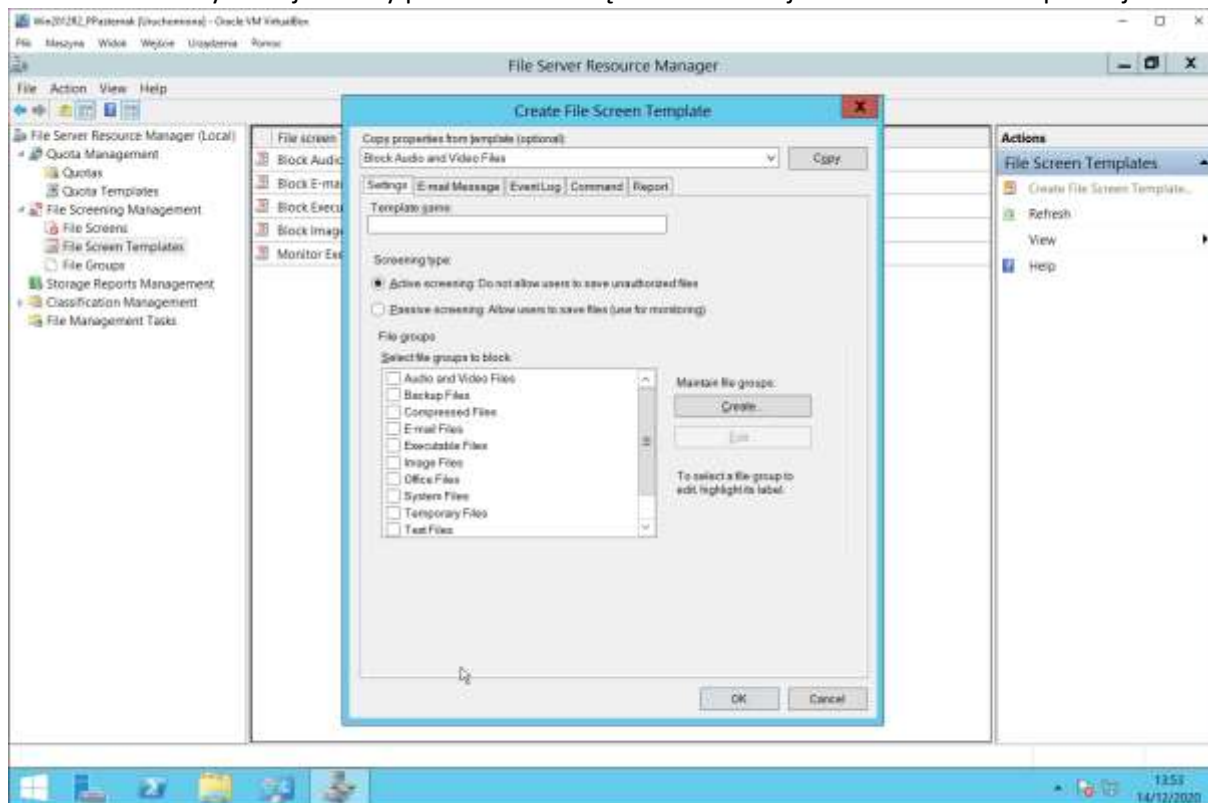 Win2012R2_PPasternak [Uruchomiona] - Oracle VM VirtualBox
Plik Maszyna Widok Wejście Urządzenia Pomoc
File Server Resource Manager
File Action View Help
File Server Resource Manager (Local)
Quota Management
Quotas
Quota Templates
File Screening Management
File Screens
File Screen Templates
File Groups
Storage Reports Management
Classification Management
File Management Tasks
File screen
Block Audio
Block E-ma
Block Execu
Block Image
Monitor Exe
Create File Screen Template
Copy properties from template (optional):
Block Audio and Video Files
Copy
Settings E-mail Message Event Log Command Report
Template name:
Screening type:
Active screening: Do not allow users to save unauthorized files
Passive screening: Allow users to save files (use for monitoring)
File groups
Select file groups to block:
Audio and Video Files
Backup Files
Compressed Files
E-mail Files
Executable Files
Image Files
Office Files
System Files
Temporary Files
Text Files
Maintain file groups:
Create...
Edit...
To select a file group to
edit, highlight its label.
OK Cancel
Actions
File Screen Templates
Create File Screen Template...
Refresh
View
Help
13:53
14/12/2020